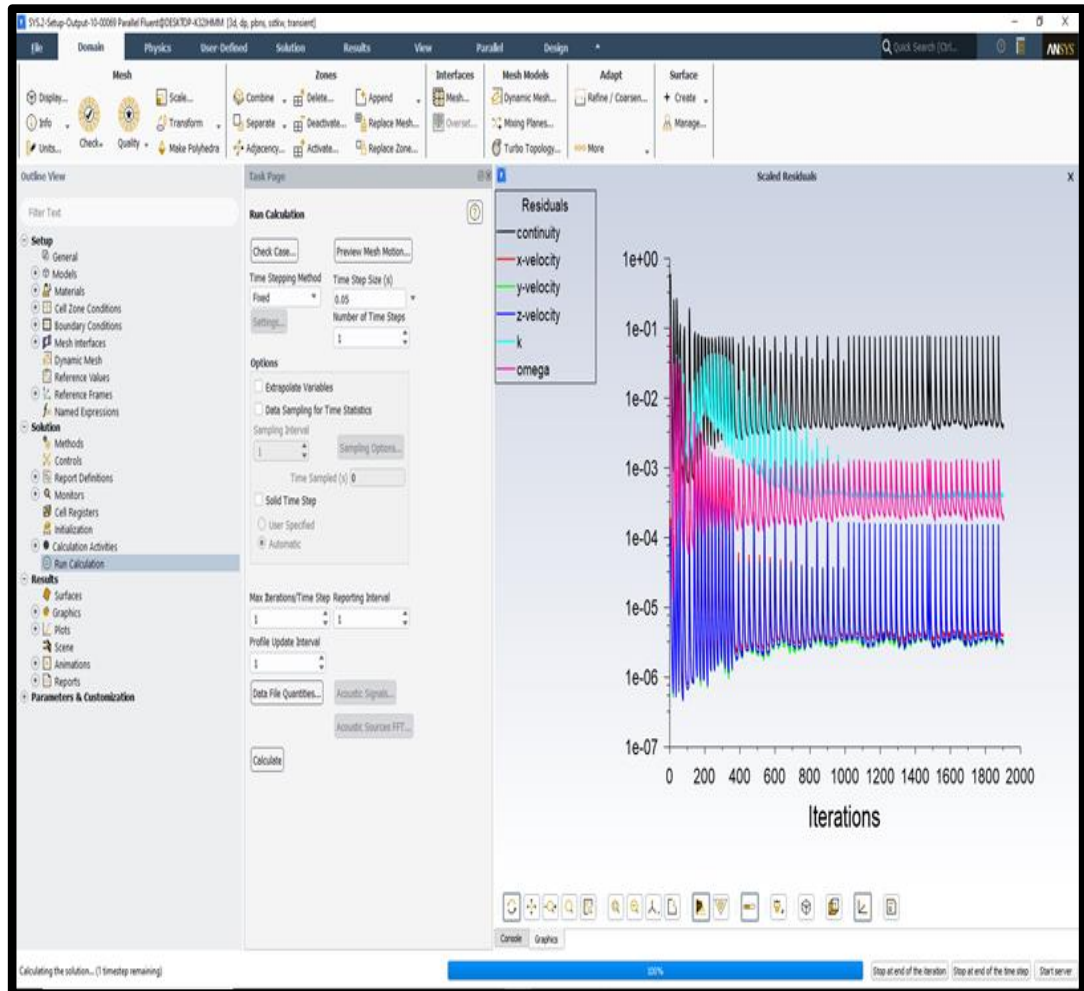 SYS.2-Setup-Output-10-00069 Parallel Fluent@DESKTOP-K32IHMM [3d, dp, pbns, sstkw, transient]
File Domain Physics User-Defined Solution Results View Parallel Design Quick Search (Ctrl... ANSYS
Mesh Zones Interfaces Mesh Models Adapt Surface
Display... Scale... Combine Delete... Append Mesh... Dynamic Mesh... Refine / Coarsen... Create
Info Transform Separate Deactivate... Replace Mesh... Overset... Mixing Planes... Manage...
Units... Check Quality Make Polyhedra Adjacency... Activate... Replace Zone... Turbo Topology... More
Outline View
Filter Text
Setup
General
Models
Materials
Cell Zone Conditions
Boundary Conditions
Mesh Interfaces
Dynamic Mesh
Reference Values
Reference Frames
Named Expressions
Solution
Methods
Controls
Report Definitions
Monitors
Cell Registers
Initialization
Calculation Activities
Run Calculation
Results
Surfaces
Graphics
Plots
Scene
Animations
Reports
Parameters & Customization
Task Page
Run Calculation
Check Case... Preview Mesh Motion...
Time Stepping Method Time Step Size (s)
Fixed 0.05
Settings... Number of Time Steps
1
Options
Extrapolate Variables
Data Sampling for Time Statistics
Sampling Interval
1 Sampling Options...
Time Sampled (s) 0
Solid Time Step
User Specified
Automatic
Max Iterations/Time Step Reporting Interval
1 1
Profile Update Interval
1
Data File Quantities... Acoustic Signals...
Acoustic Sources FFT...
Calculate
Scaled Residuals
Residuals
continuity
x-velocity
y-velocity
z-velocity
k
omega
1e+00
1e-01
1e-02
1e-03
1e-04
1e-05
1e-06
1e-07
0 200 400 600 800 1000 1200 1400 1600 1800 2000
Iterations
Console Graphics
Calculating the solution... (1 timestep remaining) 100% Stop at end of the iteration Stop at end of the time step Start server